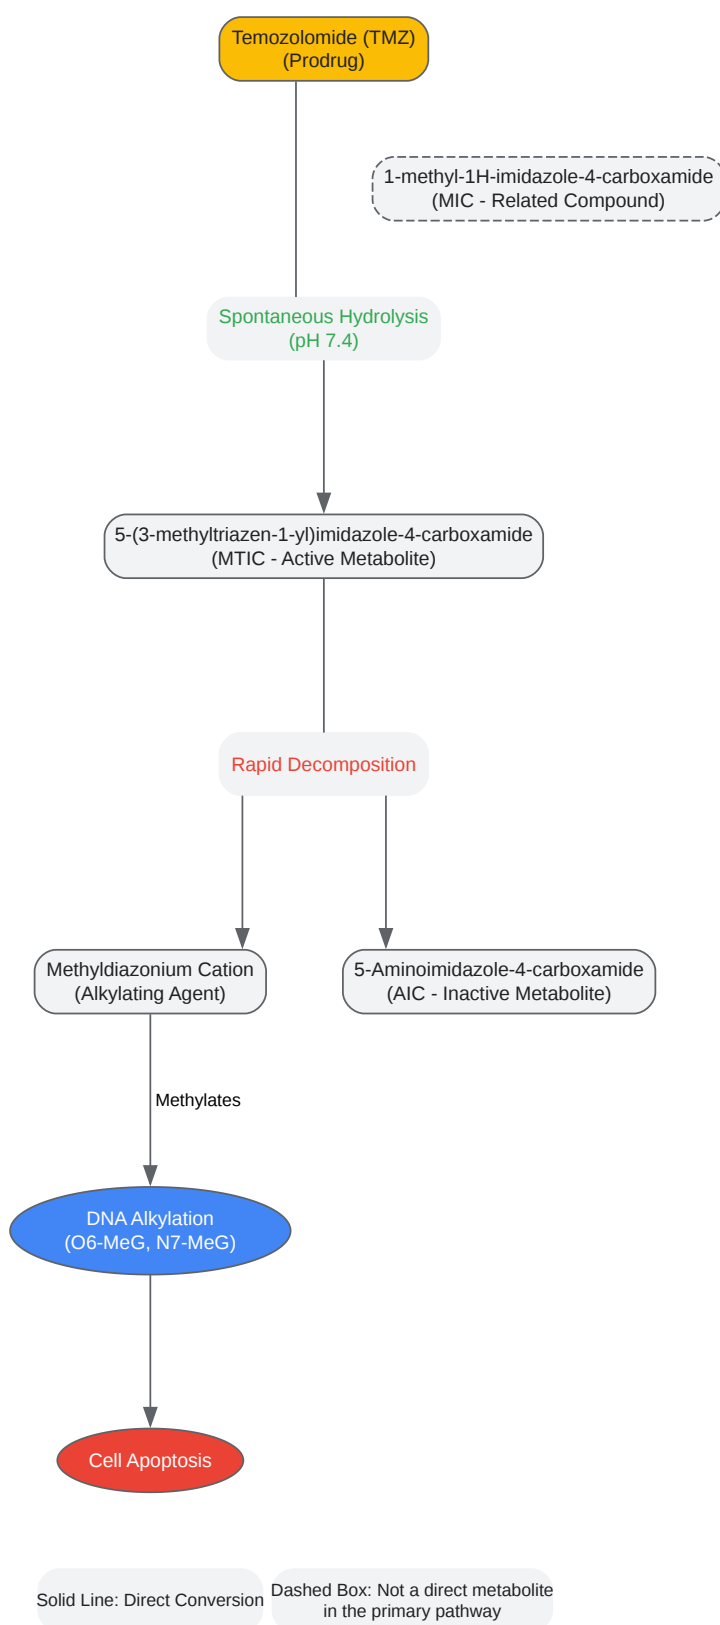 Temozolomide (TMZ)
(Prodrug)
1-methyl-1H-imidazole-4-carboxamide
(MIC - Related Compound)
Spontaneous Hydrolysis
(pH 7.4)
5-(3-methyltriazen-1-yl)imidazole-4-carboxamide
(MTIC - Active Metabolite)
Rapid Decomposition
Methyldiazonium Cation
(Alkylating Agent)
5-Aminoimidazole-4-carboxamide
(AIC - Inactive Metabolite)
Methylates
DNA Alkylation
(O6-MeG, N7-MeG)
Cell Apoptosis
Solid Line: Direct Conversion
Dashed Box: Not a direct metabolite
in the primary pathway